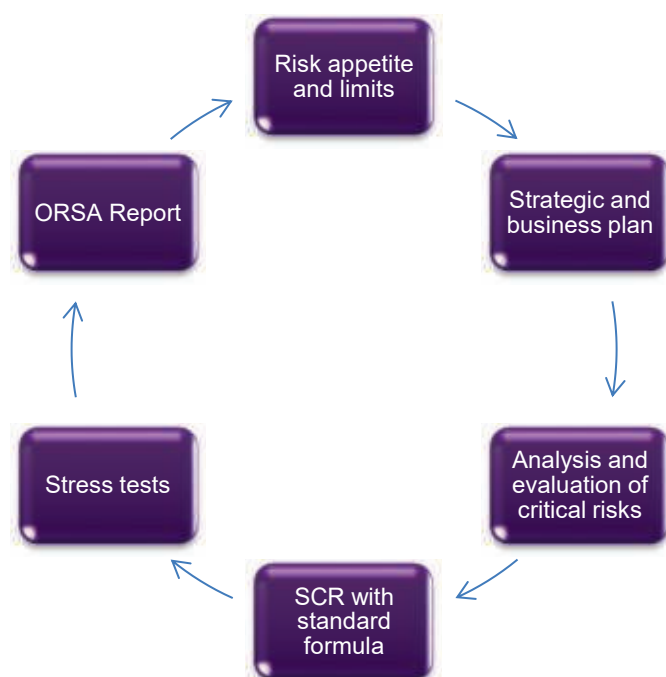 Risk appetite
and limits
Strategic and
business plan
Analysis and
evaluation of
critical risks
SCR with
standard
formula
Stress tests
ORSA Report